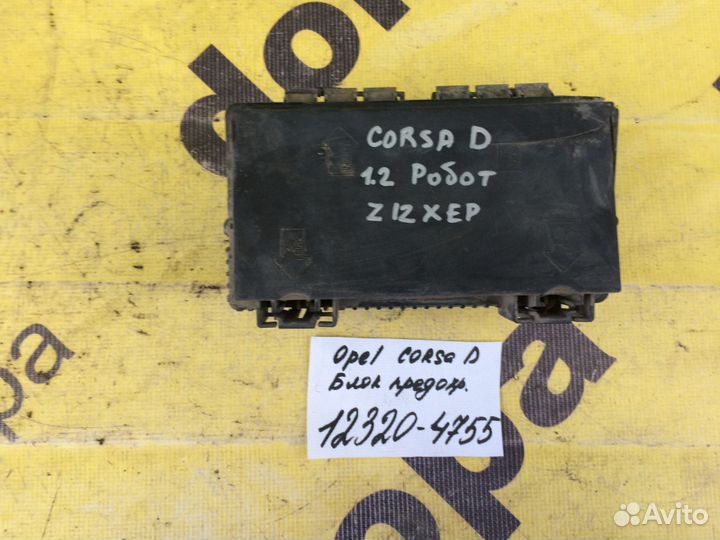 CORSA D
1.2 Робот
Z12XEP
Opel CORSA D
Блок предохр.
12320-4755
Avito